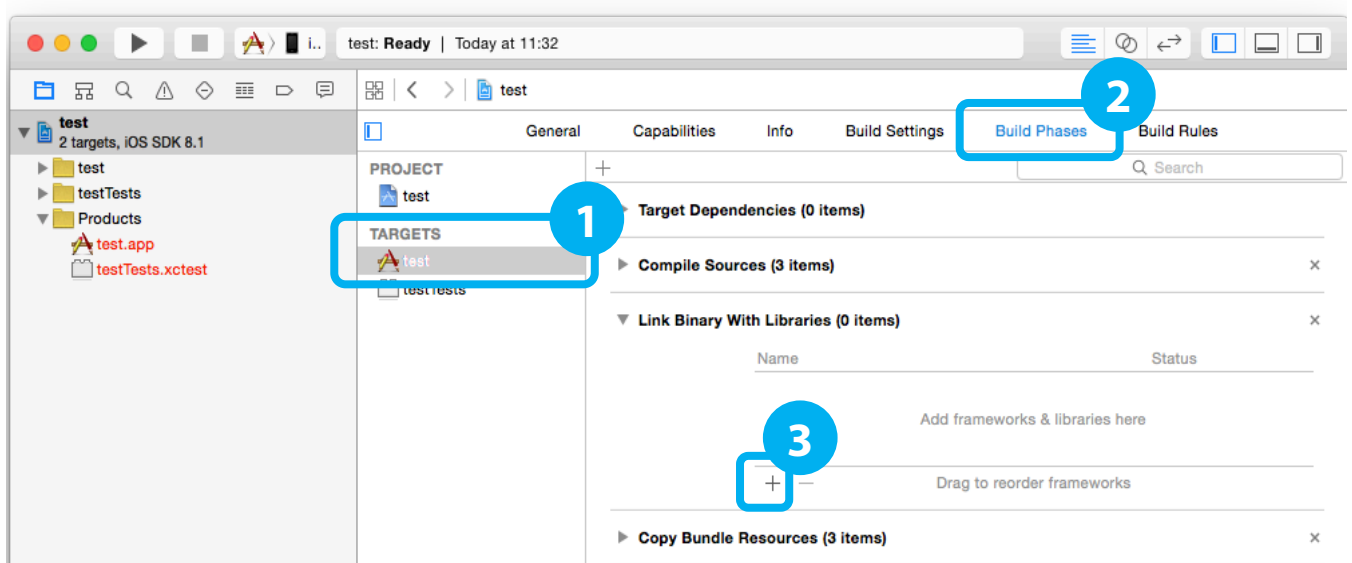 i..
test: Ready | Today at 11:32
test
test
2 targets, iOS SDK 8.1
test
testTests
Products
test.app
testTests.xctest
General Capabilities Info Build Settings Build Phases Build Rules
2
PROJECT
test
TARGETS
1
test
testTests
Search
Target Dependencies (0 items)
Compile Sources (3 items)
Link Binary With Libraries (0 items)
Name Status
Add frameworks & libraries here
3
Drag to reorder frameworks
Copy Bundle Resources (3 items)